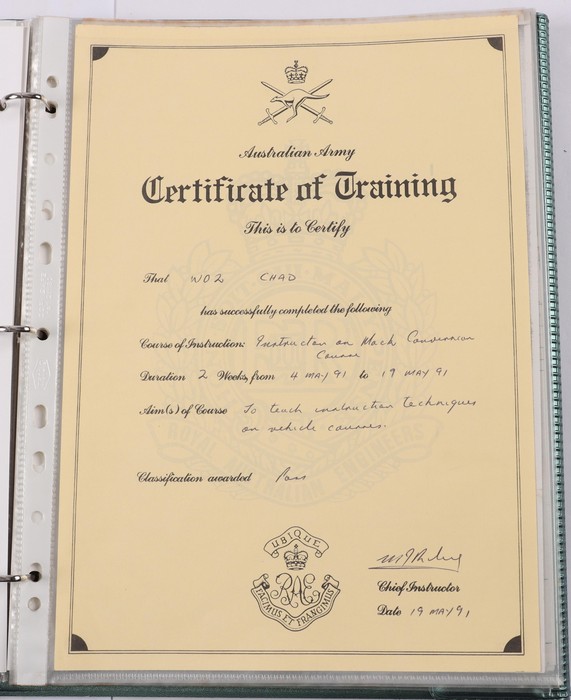 Australian Army
Certificate of Training
This is to Certify
That WO2 CHAD
has successfully completed the following
Course of Instruction: Instructor on Mack Conversion
Course
Duration 2 Weeks, from 4 MAY 91 to 19 MAY 91
Aim(s) of Course To teach instruction techniques
on vehicle courses.
Classification awarded Pass
UBIQUE
RAE
FACIMUS ET FRANGIMUS
Chief Instructor
Date 19 MAY 91